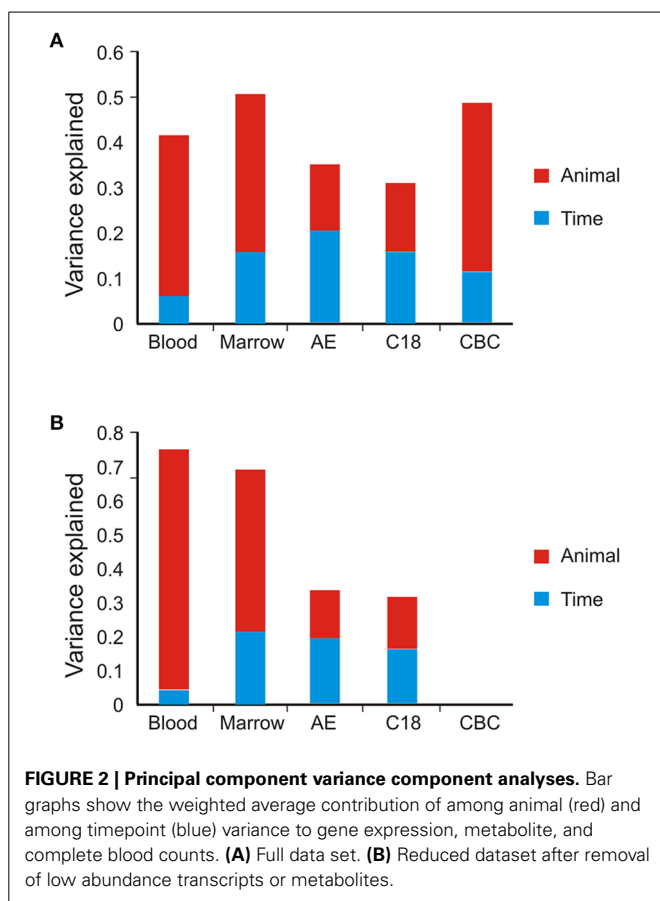 A
0.6
0.5
0.4
0.3
0.2
0.1
0
Variance explained
Animal
Time
Blood Marrow AE C18 CBC
B
0.8
0.7
0.6
0.5
0.4
0.3
0.2
0.1
0
Variance explained
Animal
Time
Blood Marrow AE C18 CBC
FIGURE 2 | Principal component variance component analyses. Bar
graphs show the weighted average contribution of among animal (red) and
among timepoint (blue) variance to gene expression, metabolite, and
complete blood counts. (A) Full data set. (B) Reduced dataset after removal
of low abundance transcripts or metabolites.